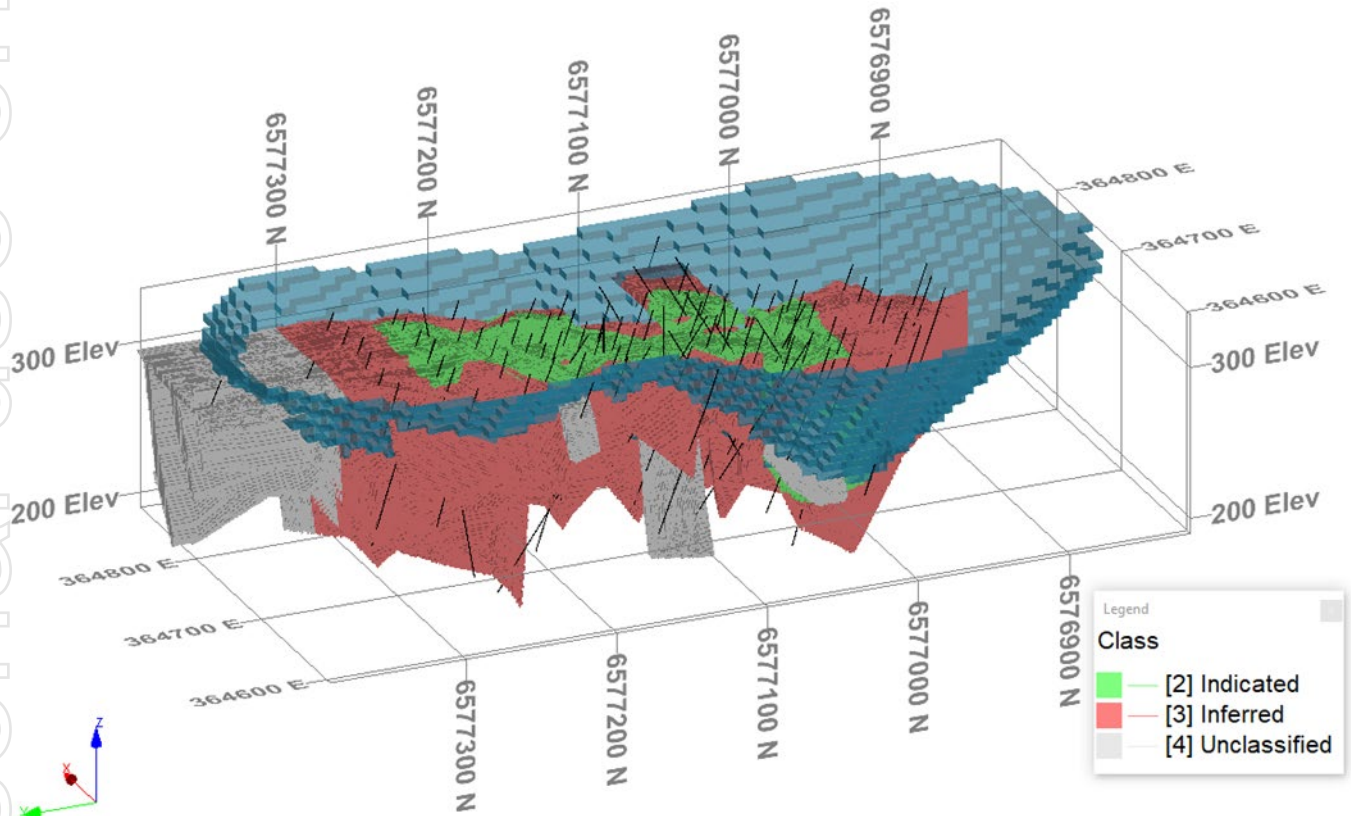 6577300 N
6577200 N
6577100 N
6577000 N
6576900 N
364800 E
364700 E
364600 E
300 Elev
300 Elev
200 Elev
200 Elev
364800 E
364700 E
364600 E
6577300 N
6577200 N
6577100 N
6577000 N
6576900 N
Z
X
Y
Legend
Class
[2] Indicated
[3] Inferred
[4] Unclassified